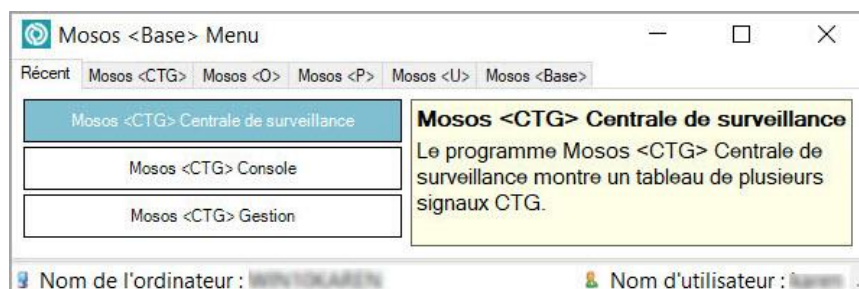 Mosos <Base> Menu
Récent Mosos <CTG> Mosos <O> Mosos <P> Mosos <U> Mosos <Base>
Mosos <CTG> Centrale de surveillance
Mosos <CTG> Console
Mosos <CTG> Gestion
Mosos <CTG> Centrale de surveillance
Le programme Mosos <CTG> Centrale de
surveillance montre un tableau de plusieurs
signaux CTG.
Nom de l'ordinateur :
Nom d'utilisateur :